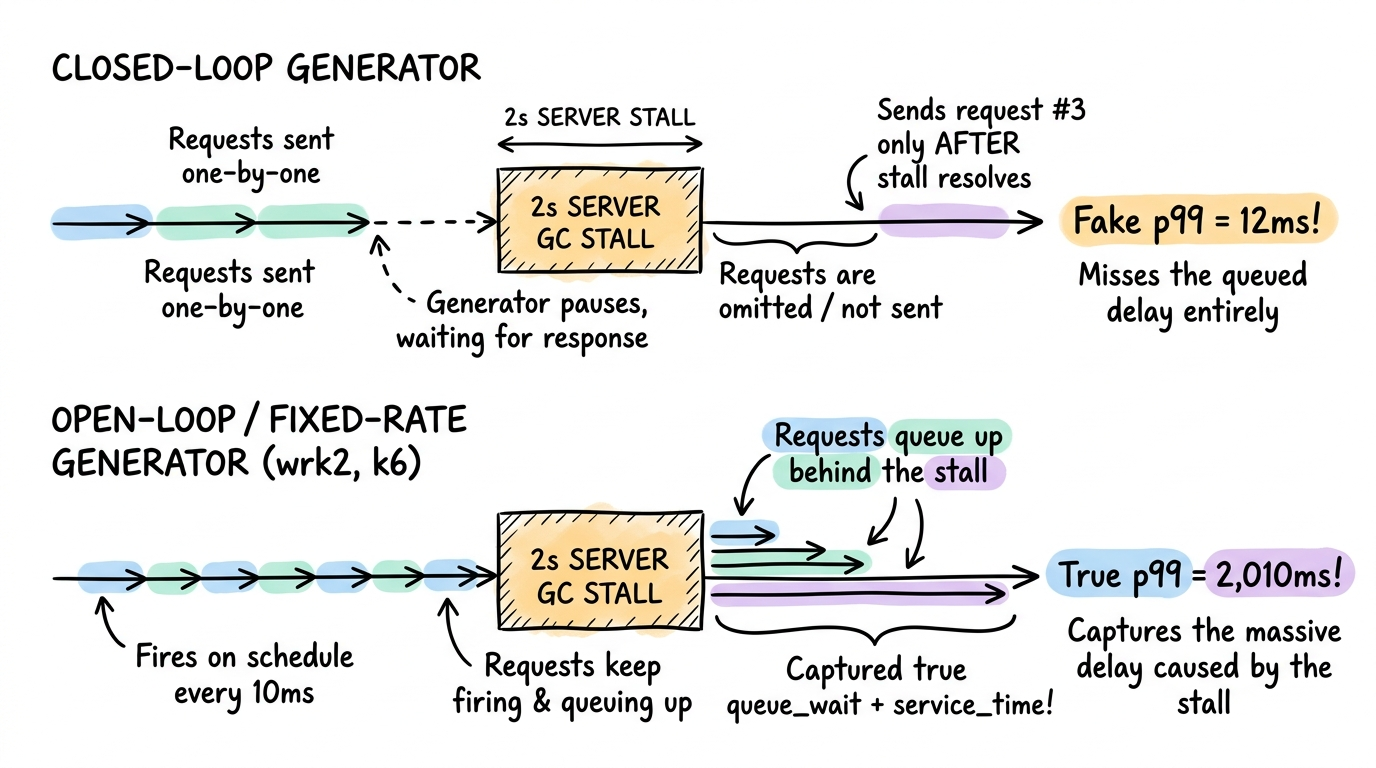 CLOSED-LOOP GENERATOR
Requests sent
one-by-one
Requests sent
one-by-one
Generator pauses,
waiting for response
2s SERVER STALL
2s SERVER
GC STALL
Sends request #3
only AFTER
stall resolves
Requests are
omitted / not sent
Fake p99 = 12ms!
Misses the queued
delay entirely
OPEN-LOOP / FIXED-RATE
GENERATOR (wrk2, k6)
Fires on schedule
every 10ms
Requests keep
firing & queuing up
2s SERVER
GC STALL
Requests queue up
behind the stall
Captured true
queue_wait + service_time!
True p99 = 2,010ms!
Captures the massive
delay caused by the
stall